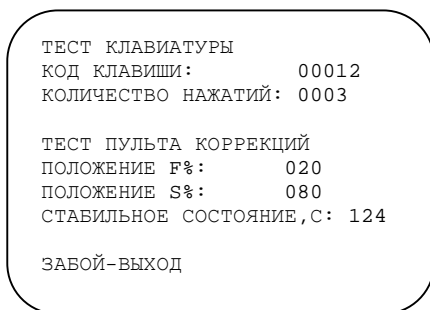 ТЕСТ КЛАВИАТУРЫ
КОД КЛАВИШИ: 00012
КОЛИЧЕСТВО НАЖАТИЙ: 0003
ТЕСТ ПУЛЬТА КОРРЕКЦИЙ
ПОЛОЖЕНИЕ F%: 020
ПОЛОЖЕНИЕ S%: 080
СТАБИЛЬНОЕ СОСТОЯНИЕ,С: 124
ЗАБОЙ-ВЫХОД